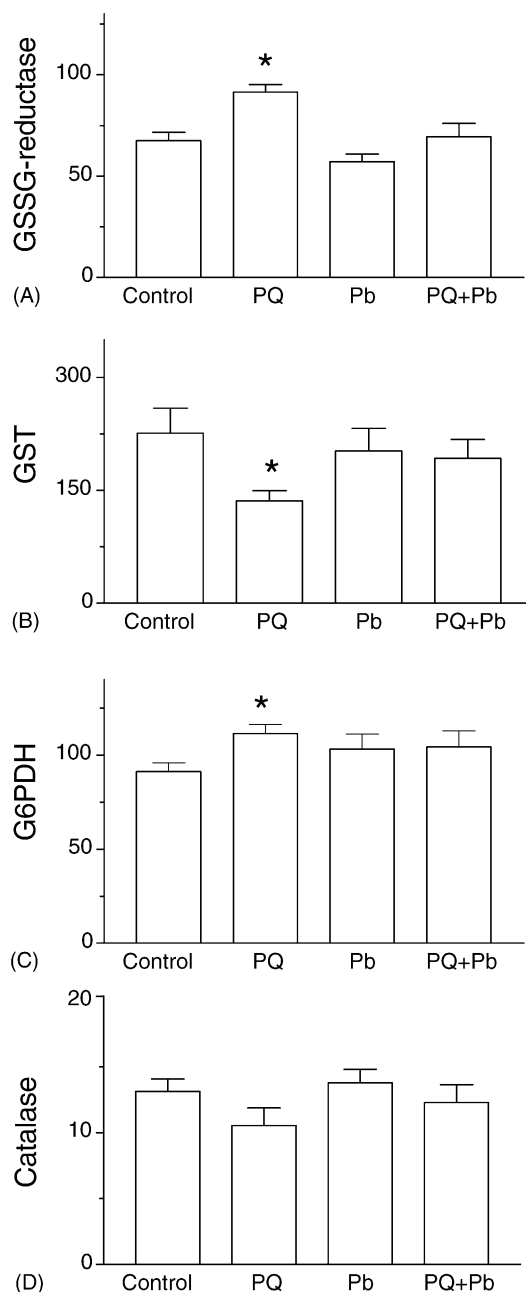 GSSG-reductase
100
*
50
0
(A)
Control PQ Pb PQ+Pb
GST
300
150
*
0
(B)
Control PQ Pb PQ+Pb
G6PDH
*
100
50
0
(C)
Control PQ Pb PQ+Pb
Catalase
20
10
0
(D)
Control PQ Pb PQ+Pb